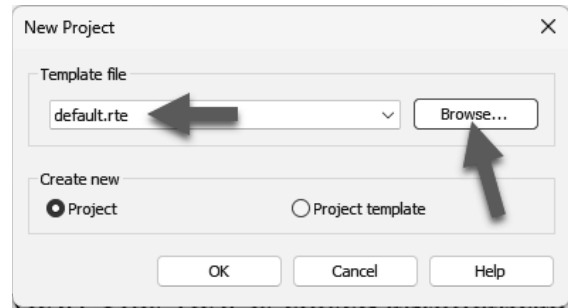 New Project
Template file
default.rte
Browse...
Create new
Project
Project template
OK
Cancel
Help